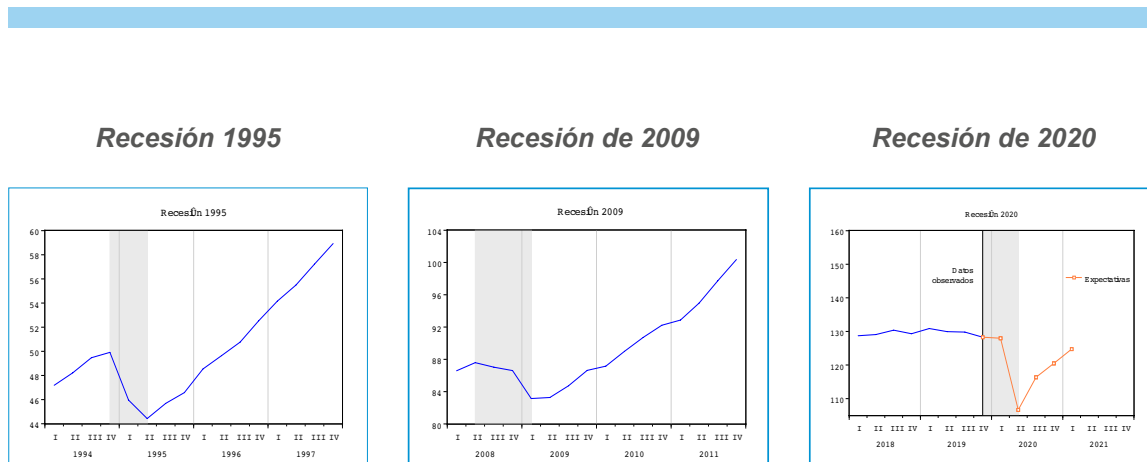 Recesión 1995
Recesión de 2009
Recesión de 2020
RecesiÛn 1995
60
58
56
54
52
50
48
46
44
I II III IV I II III IV I II III IV I II III IV
1994 1995 1996 1997
RecesiÛn 2009
104
100
96
92
88
84
80
I II III IV I II III IV I II III IV I II III IV
2008 2009 2010 2011
RecesiÛn 2020
160
150
140
130
120
110
Datos
observados
Expectativas
I II III IV I II III IV I II III IV I II III IV
2018 2019 2020 2021